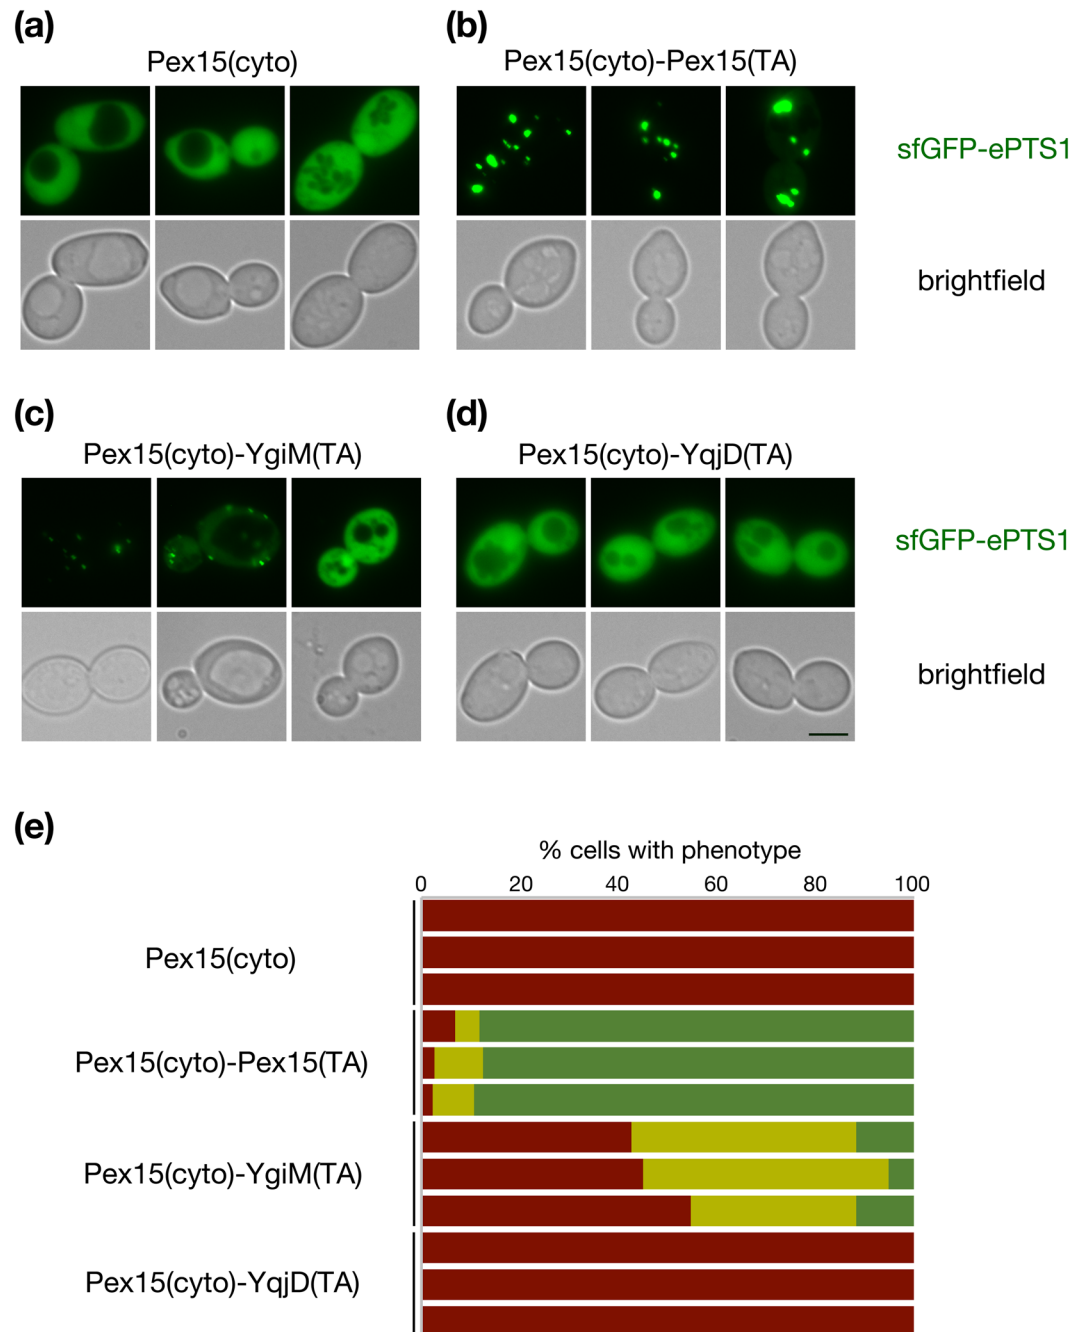 (a)
Pex15(cyto)
(b)
Pex15(cyto)-Pex15(TA)
sfGFP-ePTS1
brightfield
(c)
Pex15(cyto)-YgiM(TA)
(d)
Pex15(cyto)-YqjD(TA)
sfGFP-ePTS1
brightfield
(e)
% cells with phenotype
0 20 40 60 80 100
Pex15(cyto)
Pex15(cyto)-Pex15(TA)
Pex15(cyto)-YgiM(TA)
Pex15(cyto)-YqjD(TA)